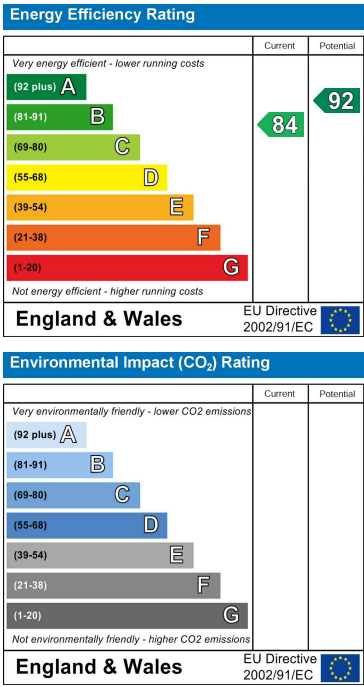 Energy Efficiency Rating
Current Potential
Very energy efficient - lower running costs
(92 plus) A
(81-91) B
(69-80) C
(55-68) D
(39-54) E
(21-38) F
(1-20) G
84
92
Not energy efficient - higher running costs
England & Wales
EU Directive
2002/91/EC
Environmental Impact (CO₂) Rating
Current Potential
Very environmentally friendly - lower CO2 emissions
(92 plus) A
(81-91) B
(69-80) C
(55-68) D
(39-54) E
(21-38) F
(1-20) G
Not environmentally friendly - higher CO2 emissions
England & Wales
EU Directive
2002/91/EC